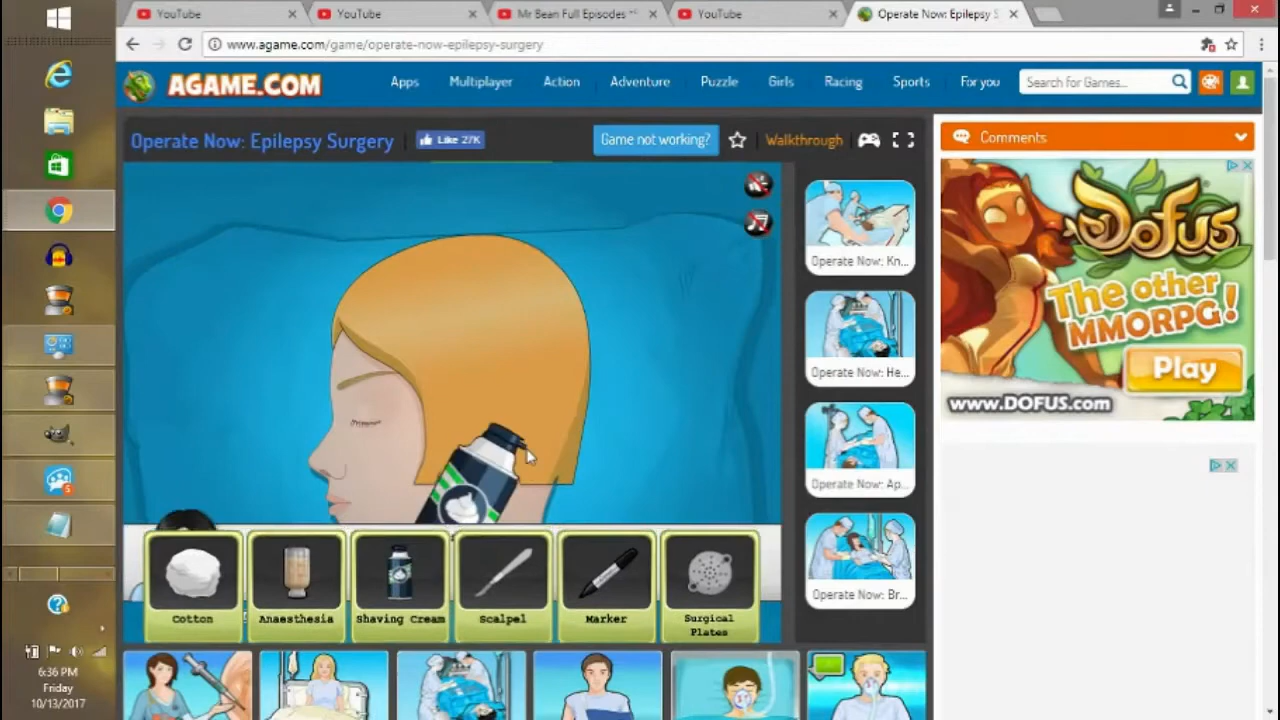 YouTube
YouTube
Mr Bean Full Episodes
YouTube
Operate Now: Epilepsy S
www.agame.com/game/operate-now-epilepsy-surgery
AGAME.COM
Apps
Multiplayer
Action
Adventure
Puzzle
Girls
Racing
Sports
For you
Search for Games...
Operate Now: Epilepsy Surgery
Like 27K
Game not working?
Walkthrough
Comments
Operate Now: Kn...
Operate Now: He...
Operate Now: Ap...
Operate Now: Br...
DOFUS
The other
MMORPG!
Play
www.DOFUS.com
Cotton
Anaesthesia
Shaving Cream
Scalpel
Marker
Surgical
Plates
6:36 PM
Friday
10/13/2017